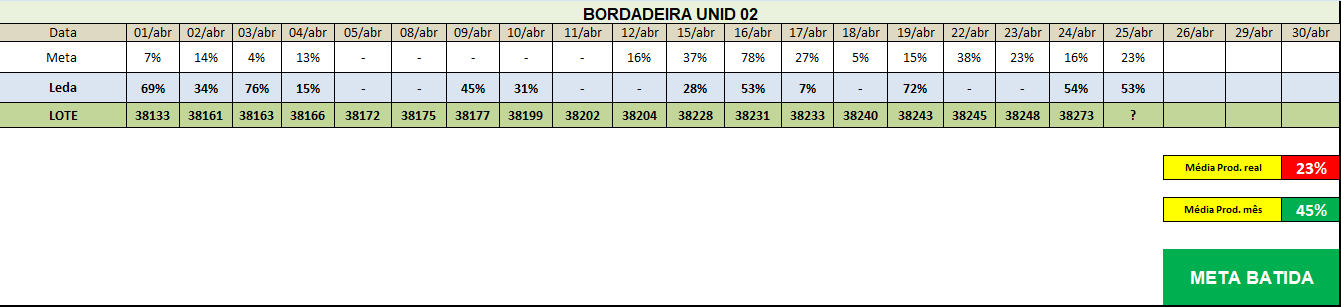 BORDADEIRA UNID 02
Data 01/abr 02/abr 03/abr 04/abr 05/abr 08/abr 09/abr 10/abr 11/abr 12/abr 15/abr 16/abr 17/abr 18/abr 19/abr 22/abr 23/abr 24/abr 25/abr 26/abr 29/abr 30/abr
Meta 7% 14% 4% 13% - - - - - 16% 37% 78% 27% 5% 15% 38% 23% 16% 23%
Leda 69% 34% 76% 15% - - 45% 31% - - 28% 53% 7% - 72% - - 54% 53%
LOTE 38133 38161 38163 38166 38172 38175 38177 38199 38202 38204 38228 38231 38233 38240 38243 38245 38248 38273 ?
Média Prod. real 23%
Média Prod. mês 45%
META BATIDA